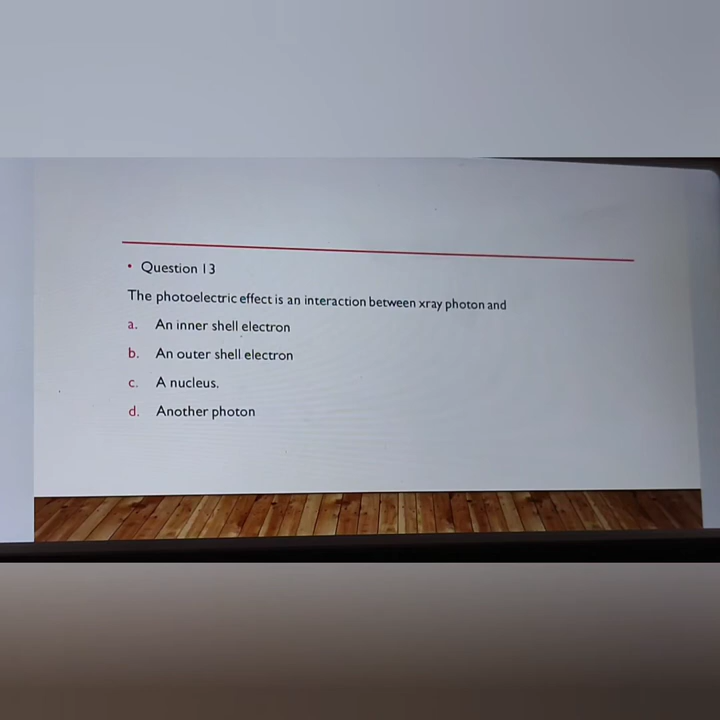 • Question 13
The photoelectric effect is an interaction between xray photon and
a. An inner shell electron
b. An outer shell electron
c. A nucleus.
d. Another photon